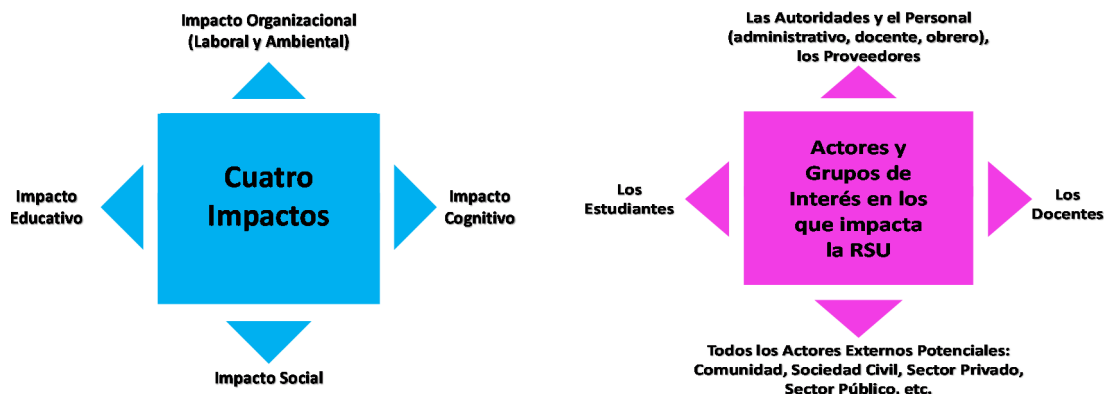 Impacto Organizacional
(Laboral y Ambiental)
Cuatro
Impactos
Impacto
Educativo
Impacto
Cognitivo
Impacto Social
Las Autoridades y el Personal
(administrativo, docente, obrero),
los Proveedores
Actores y
Grupos de
Interés en los
que impacta
la RSU
Los
Estudiantes
Los
Docentes
Todos los Actores Externos Potenciales:
Comunidad, Sociedad Civil, Sector Privado,
Sector Público, etc.